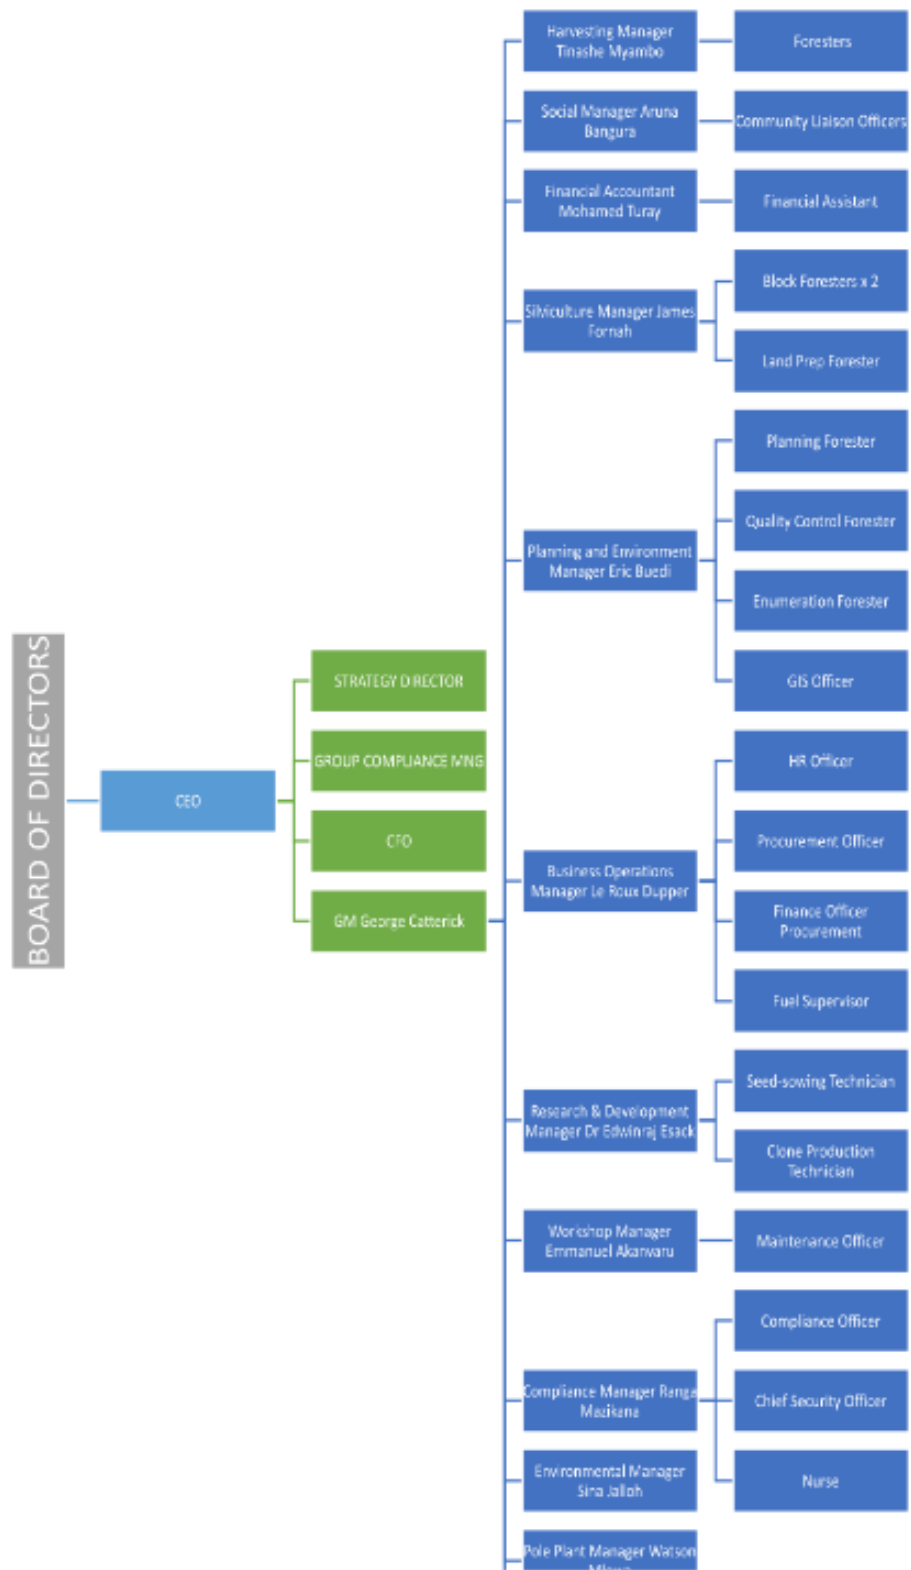 BOARD OF DIRECTORS
CEO
STRATEGY DIRECTOR
GROUP COMPLIANCE MNG
CFO
GM George Catterick
Harvesting Manager
Tinashe Myambo
Foresters
Social Manager Aruna
Bangura
Community Liaison Officers
Financial Accountant
Mohamed Turay
Financial Assistant
Silviculture Manager James
Fornah
Block Foresters x 2
Land Prep Forester
Planning and Environment
Manager Eric Buedi
Planning Forester
Quality Control Forester
Enumeration Forester
GIS Officer
Business Operations
Manager Le Roux Dupper
HR Officer
Procurement Officer
Finance Officer
Procurement
Fuel Supervisor
Research & Development
Manager Dr Edwinraj Esack
Seed-sowing Technician
Clone Production
Technician
Workshop Manager
Emmanuel Akanvaru
Maintenance Officer
Compliance Manager Ranga
Mazikana
Compliance Officer
Chief Security Officer
Nurse
Environmental Manager
Sina Jalloh
Pole Plant Manager Watson